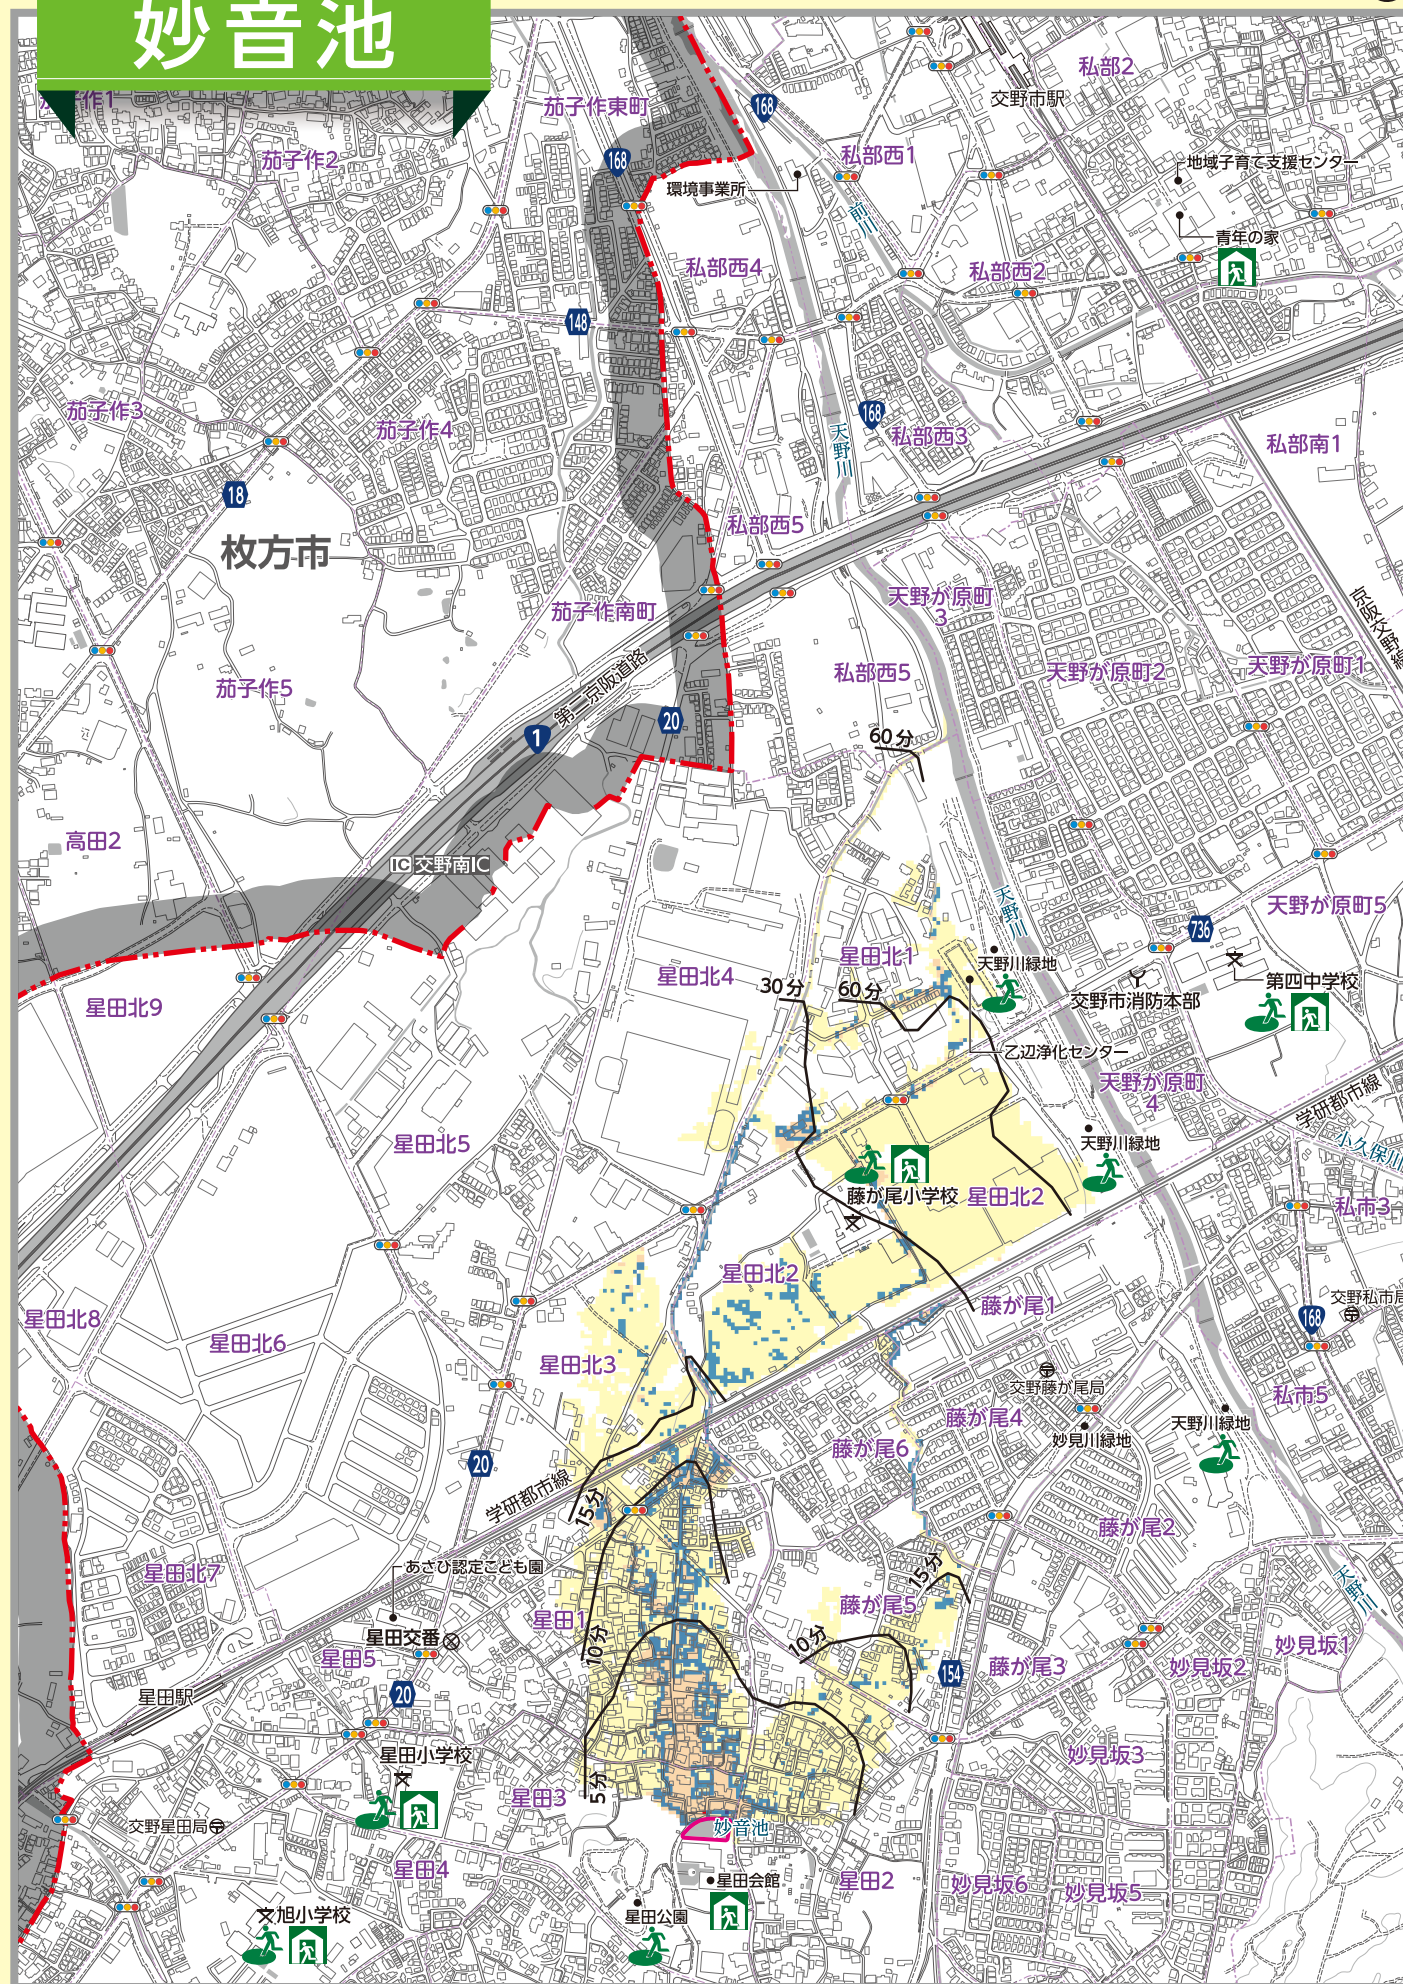 妙音池
茄子作1
茄子作東町
168
私部2
交野市駅
茄子作2
168
私部西1
地域子育て支援センター
環境事業所
前川
青年の家
私部西4
私部西2
148
茄子作3
茄子作4
168
私部西3
天野川
私部南1
18
私部西5
枚方市
茄子作南町
天野が原町
3
京阪交野線
第二京阪道路
私部西5
天野が原町2
天野が原町1
茄子作5
20
1
60分
高田2
IC 交野南IC
天野川
天野が原町5
736
星田北1
天野川緑地
星田北4
第四中学校
30分
60分
交野市消防本部
星田北9
乙辺浄化センター
天野が原町
4
学研都市線
星田北5
天野川緑地
小久保川
藤が尾小学校
星田北2
私市3
星田北2
交野私市局
藤が尾1
168
星田北8
星田北6
星田北3
交野藤が尾局
私市5
藤が尾4
天野川緑地
妙見川緑地
藤が尾6
20
学研都市線
15分
藤が尾2
星田北7
あさひ認定こども園
15分
天野川
藤が尾5
星田1
10分
10分
星田交番
星田5
妙見坂1
154
藤が尾3
妙見坂2
星田駅
20
星田小学校
妙見坂3
5分
星田3
交野星田局
妙音池
星田4
星田会館
星田2
妙見坂6
妙見坂5
旭小学校
星田公園